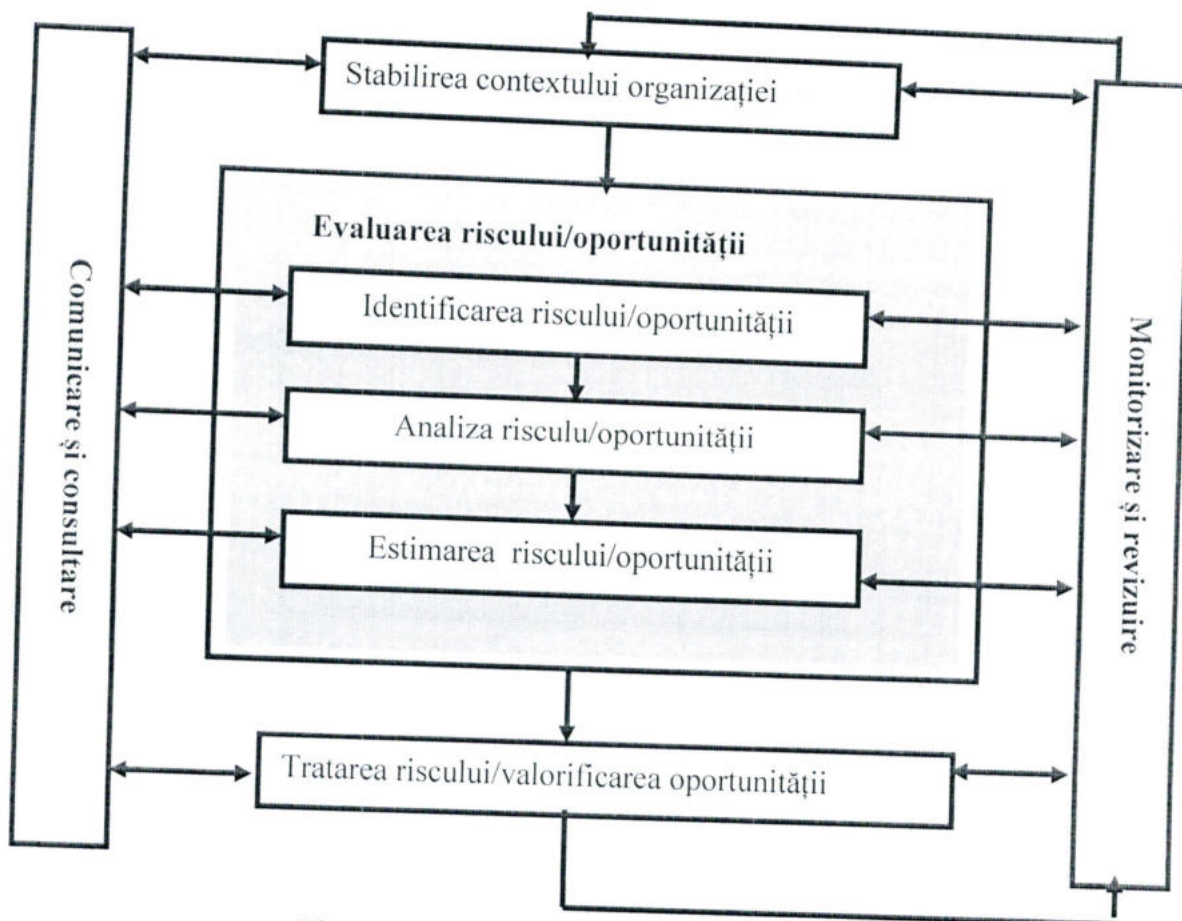 Stabilirea contextului organizației
Evaluarea riscului/oportunității
Identificarea riscului/oportunității
Analiza risculu/oportunității
Estimarea riscului/oportunității
Tratarea riscului/valorificarea oportunității
Comunicare și consultare
Monitorizare și revizuire